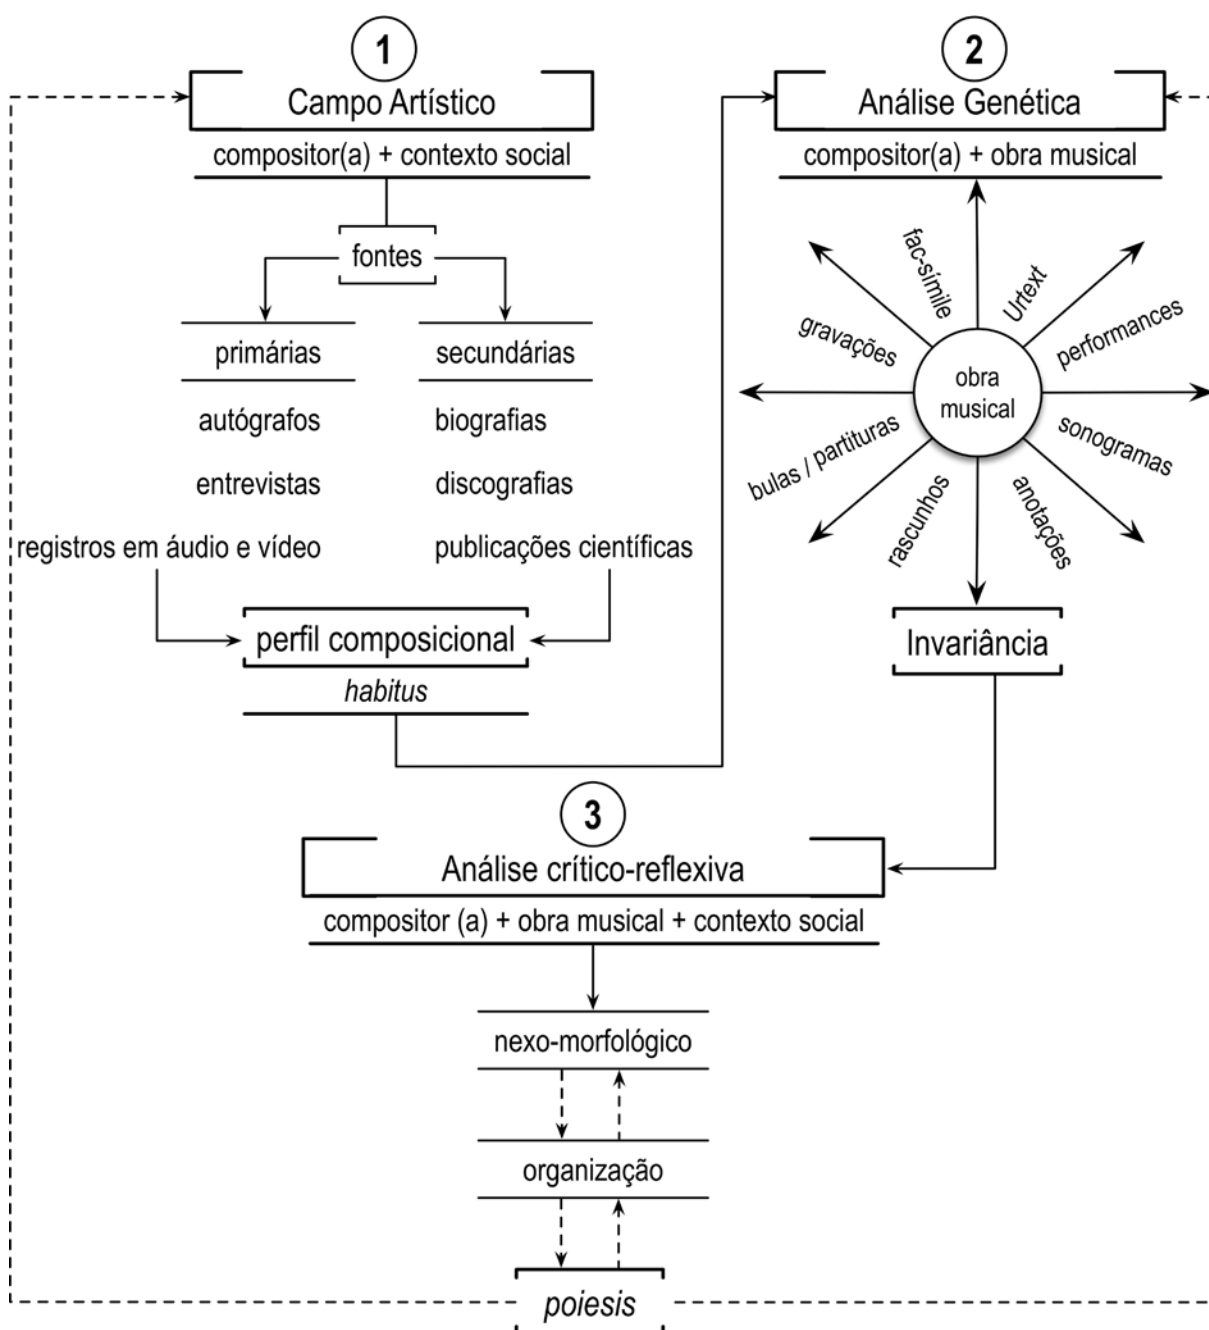 1
Campo Artístico
compositor(a) + contexto social
fontes
primárias
autógrafos
entrevistas
registros em áudio e vídeo
secundárias
biografias
discografias
publicações científicas
perfil composicional
habitus
2
Análise Genética
compositor(a) + obra musical
fac-símile
Urtext
gravações
performances
obra
musical
bulas / partituras
sonogramas
rascunhos
anotações
Invariância
3
Análise crítico-reflexiva
compositor (a) + obra musical + contexto social
nexo-morfológico
organização
poiesis